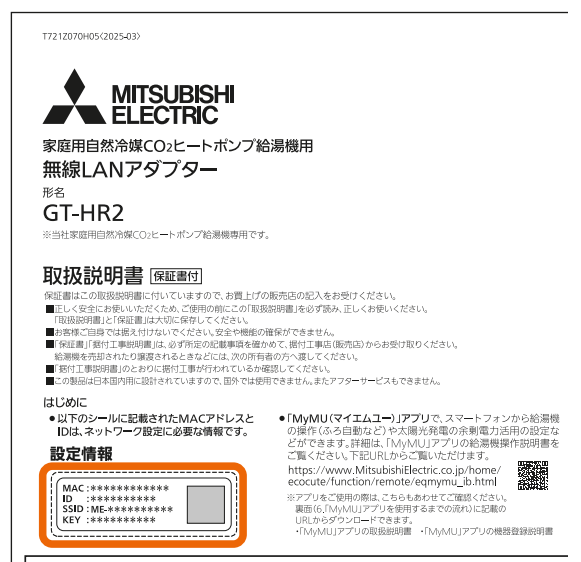 T721Z070H05〈2025-03〉
MITSUBISHI
ELECTRIC
家庭用自然冷媒CO₂ヒートポンプ給湯機用
無線LANアダプター
形名
GT-HR2
※当社家庭用自然冷媒CO₂ヒートポンプ給湯機専用です。
取扱説明書 保証書付
保証書はこの取扱説明書に付いていますので、お買上げの販売店の記入をお受けください。
■正しく安全にお使いいただくため、ご使用の前にこの「取扱説明書」を必ず読み、正しくお使いください。
「取扱説明書」と「保証書」は大切に保存してください。
■お客様ご自身では据え付けないでください。安全や機能の確保ができません。
■「保証書」「据付工事説明書」は、必ず所定の記載事項を確かめて、据付工事店(販売店)からお受け取りください。
給湯機を売却されたり譲渡されるときなどには、次の所有者の方へ渡してください。
■「据付工事説明書」のとおりに据付工事が行われているか確認してください。
■この製品は日本国内用に設計されていますので、国外では使用できません。またアフターサービスもできません。
はじめに
●以下のシールに記載されたMACアドレスと
IDは、ネットワーク設定に必要な情報です。
設定情報
MAC:************
ID :**********
SSID:ME-**********
KEY :**********
●「MyMU(マイエムユー)」アプリで、スマートフォンから給湯機
の操作(ふろ自動など)や太陽光発電の余剰電力活用の設定な
どができます。詳細は、「MyMU」アプリの給湯機操作説明書を
ご覧ください。下記URLからご覧いただけます。
https://www.MitsubishiElectric.co.jp/home/
ecocute/function/remote/eqmymu_ib.html
※アプリをご使用の際は、こちらもあわせてご確認ください。
裏面(6.「MyMU」アプリを使用するまでの流れ)に記載の
URLからダウンロードできます。
・「MyMU」アプリの取扱説明書 ・「MyMU」アプリの機器登録説明書